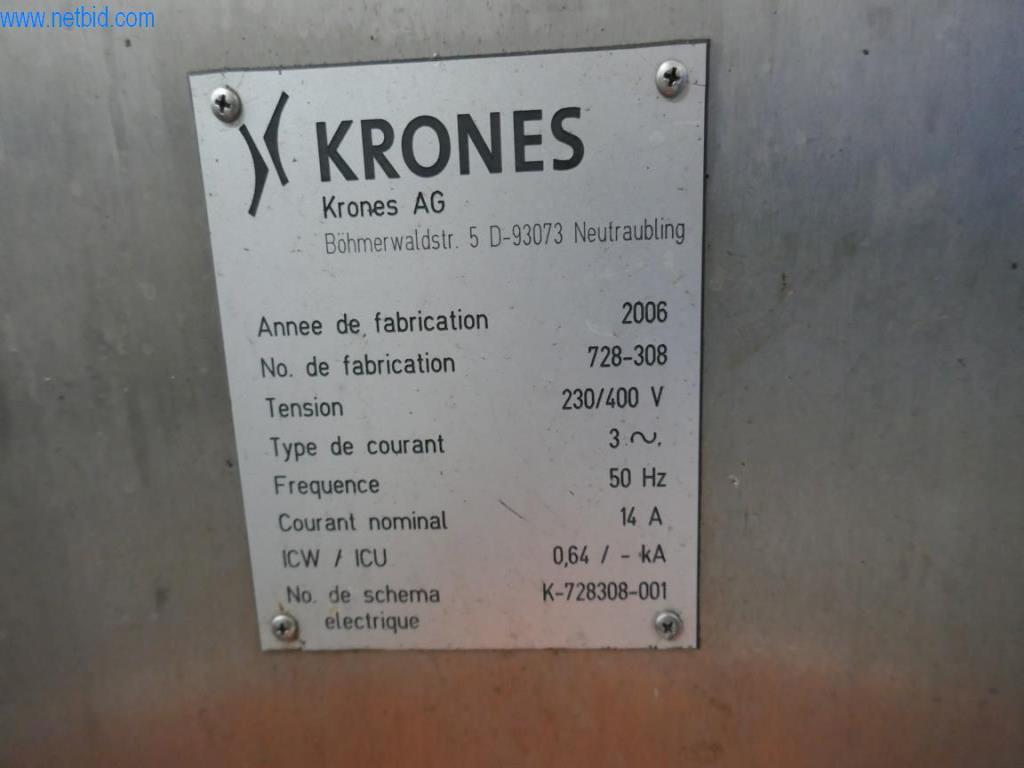 www.netbid.com
KRONES
Krones AG
Böhmerwaldstr. 5 D-93073 Neutraubling
Annee de fabrication 2006
No. de fabrication 728-308
Tension 230/400 V
Type de courant 3 ~.
Frequence 50 Hz
Courant nominal 14 A
ICW / ICU 0,64 / - kA
No. de schema K-728308-001
electrique